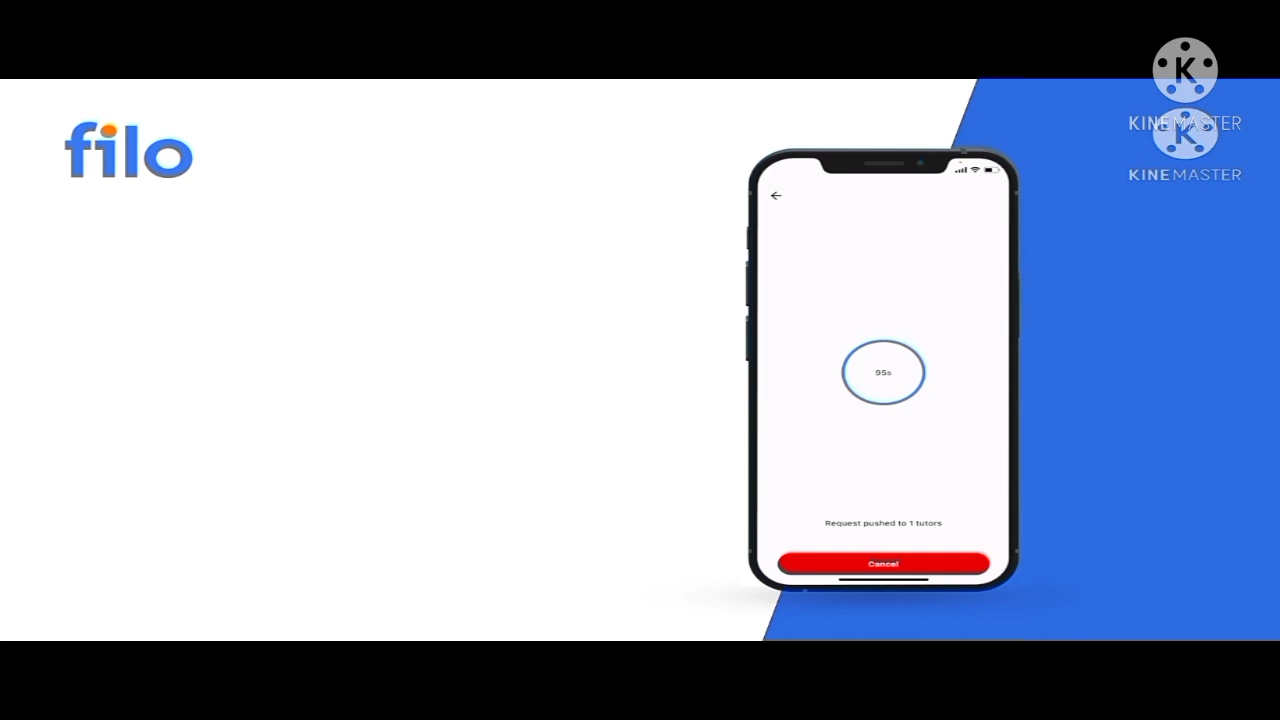 filo
K
KINEMASTER
K
KINEMASTER
95s
Request pushed to 1 tutors
Cancel